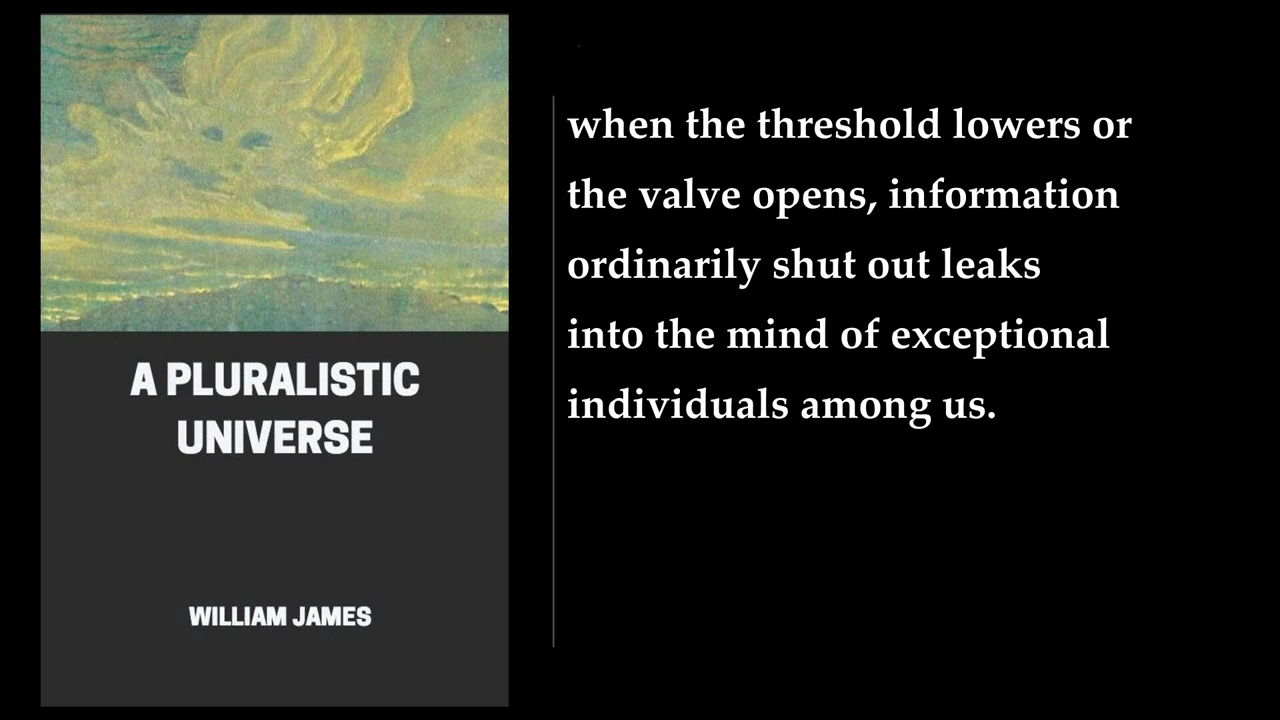 A PLURALISTIC
UNIVERSE
WILLIAM JAMES
when the threshold lowers or
the valve opens, information
ordinarily shut out leaks
into the mind of exceptional
individuals among us.